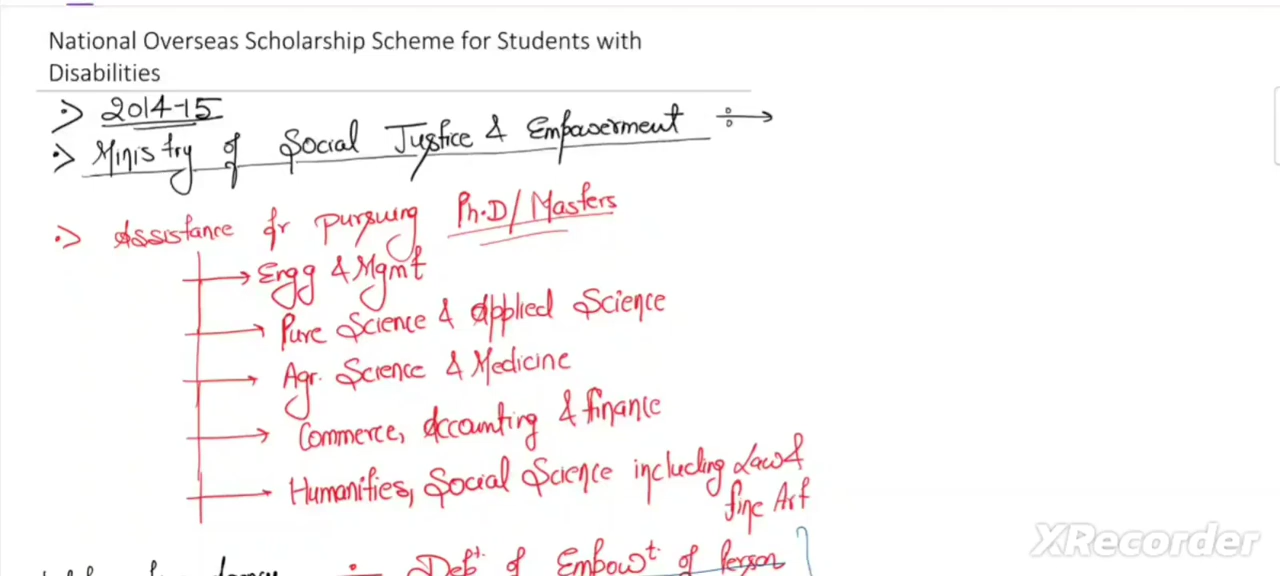 National Overseas Scholarship Scheme for Students with
Disabilities
2014-15
Ministry of Social Justice & Empowerment
Assistance fr pursuing Ph.D/Masters
Engg & Mgmt
Pure Science & Applied Science
Agr. Science & Medicine
Commerce, Accounting & finance
Humanities, Social Science including Law &
fine Art
XRecorder
Dept. of Empowt. of Person